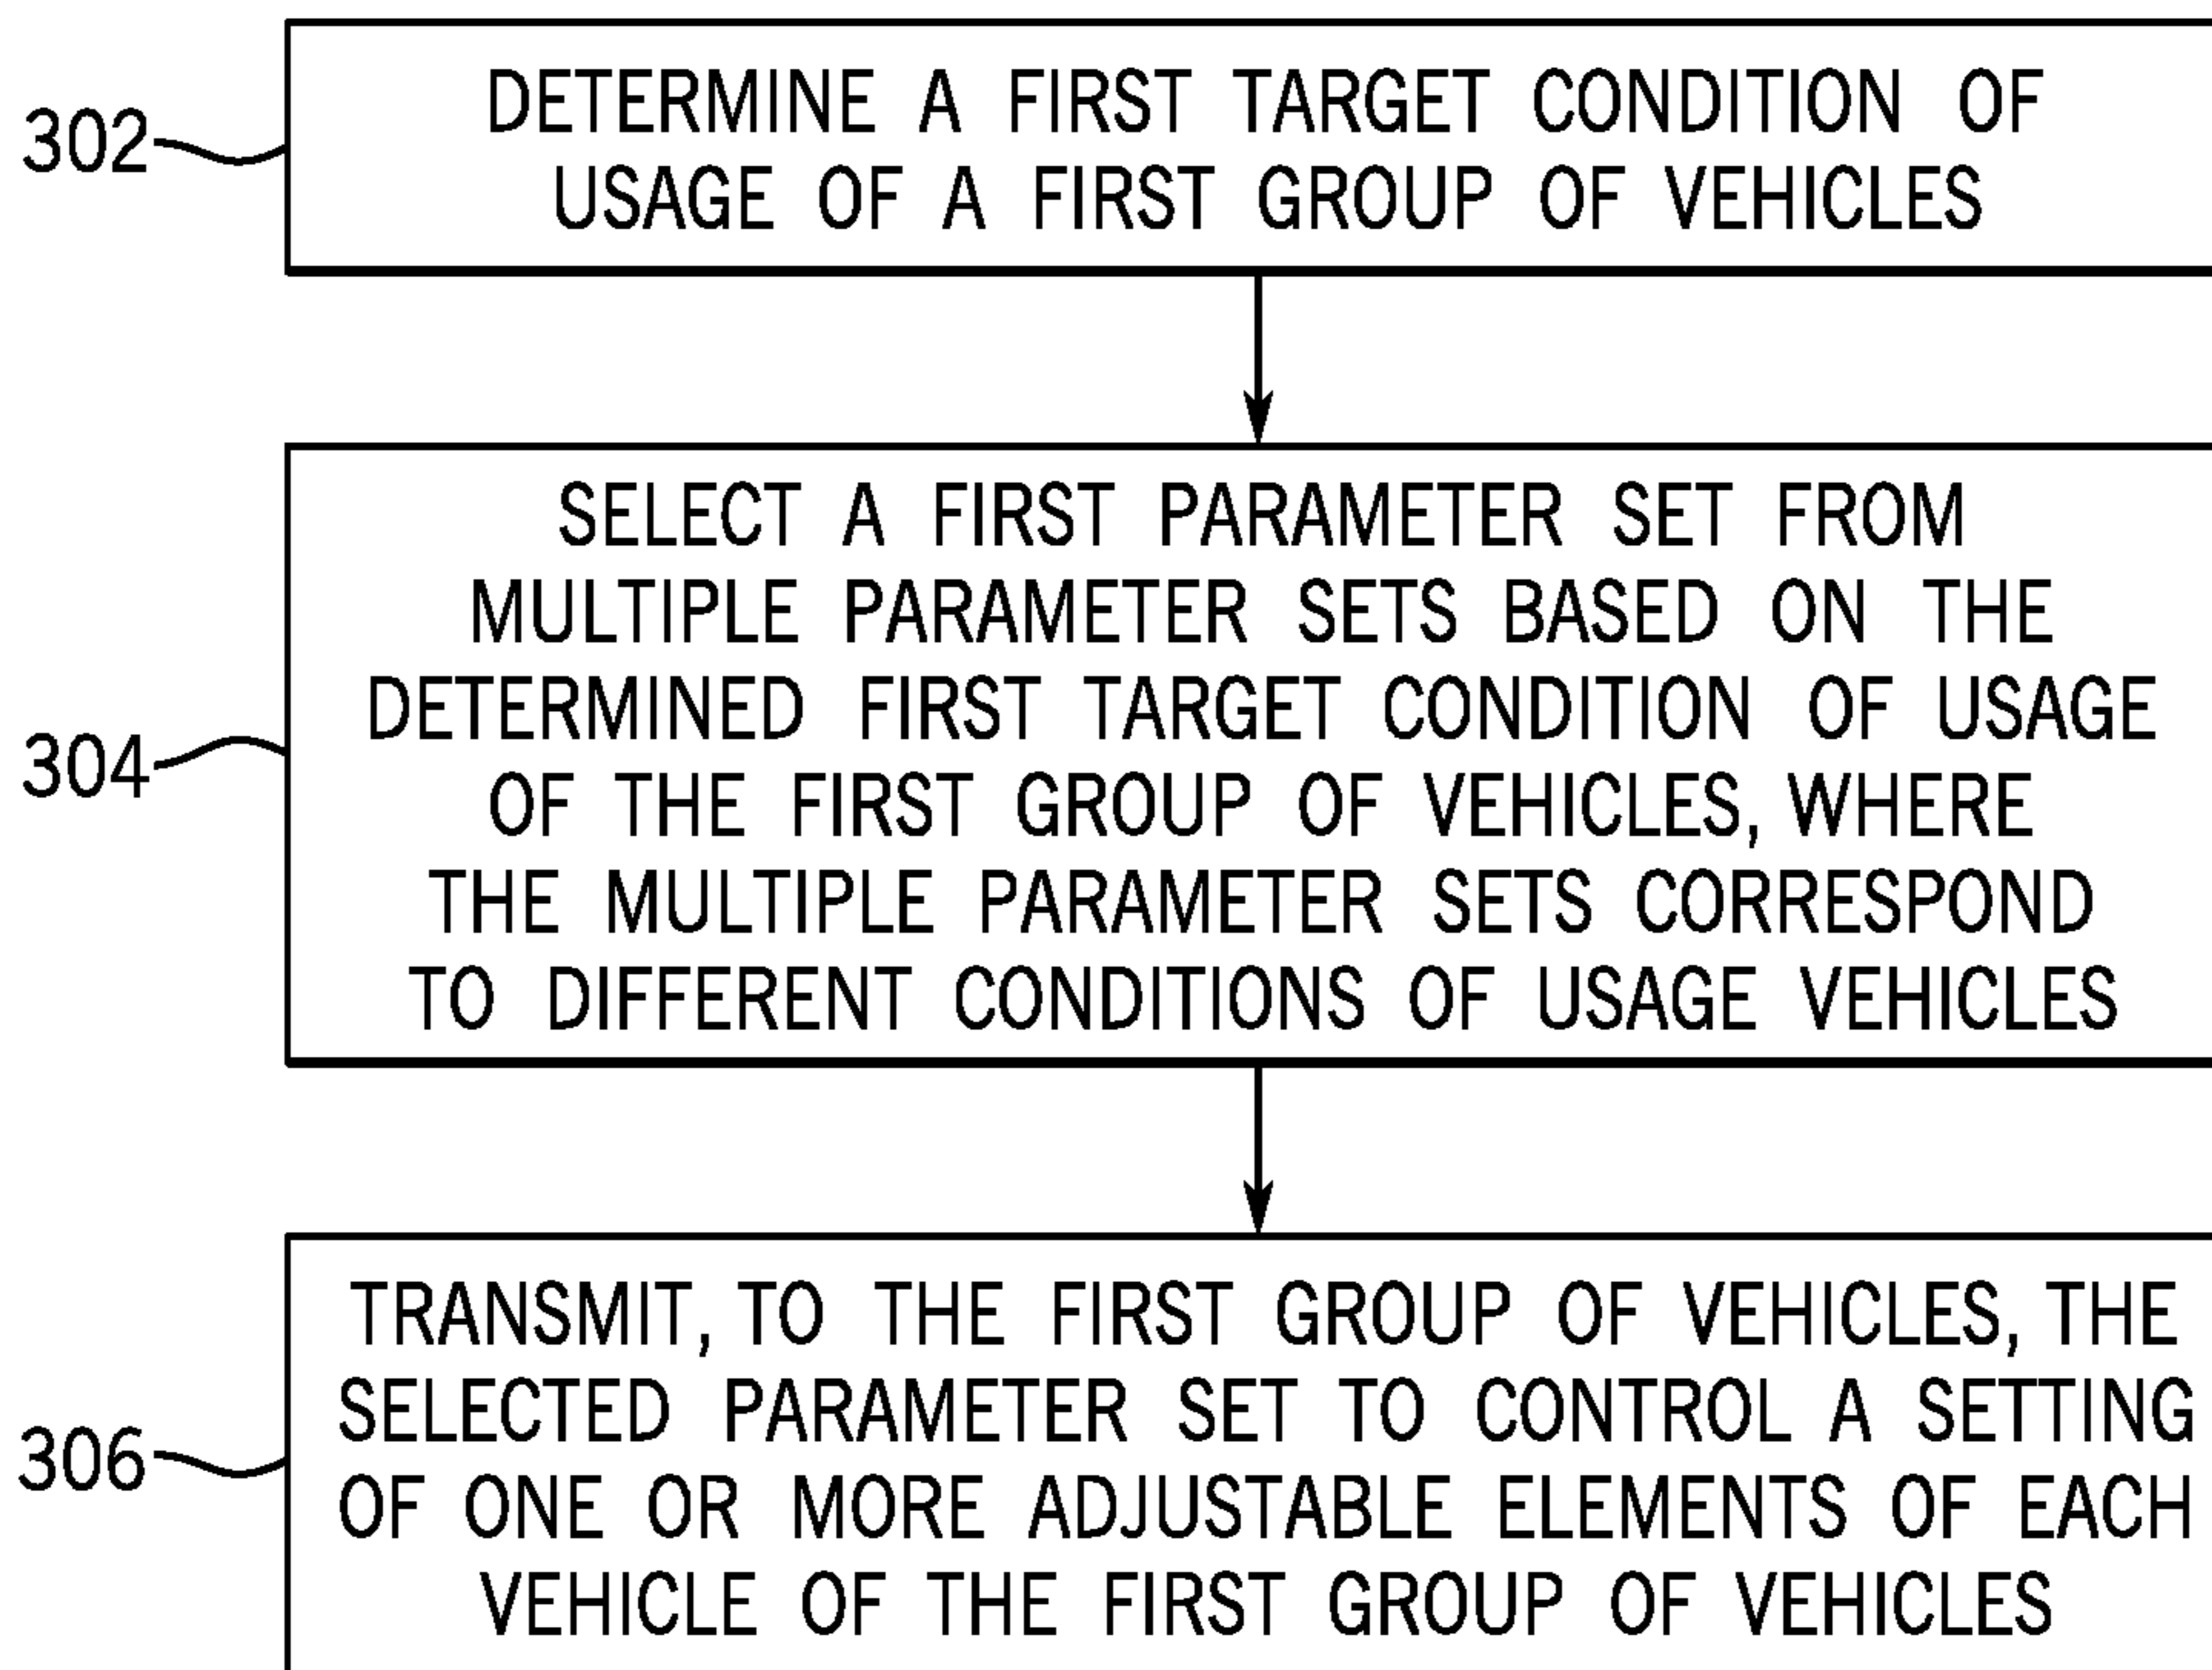 302
DETERMINE A FIRST TARGET CONDITION OF
USAGE OF A FIRST GROUP OF VEHICLES
304
SELECT A FIRST PARAMETER SET FROM
MULTIPLE PARAMETER SETS BASED ON THE
DETERMINED FIRST TARGET CONDITION OF USAGE
OF THE FIRST GROUP OF VEHICLES, WHERE
THE MULTIPLE PARAMETER SETS CORRESPOND
TO DIFFERENT CONDITIONS OF USAGE VEHICLES
306
TRANSMIT, TO THE FIRST GROUP OF VEHICLES, THE
SELECTED PARAMETER SET TO CONTROL A SETTING
OF ONE OR MORE ADJUSTABLE ELEMENTS OF EACH
VEHICLE OF THE FIRST GROUP OF VEHICLES